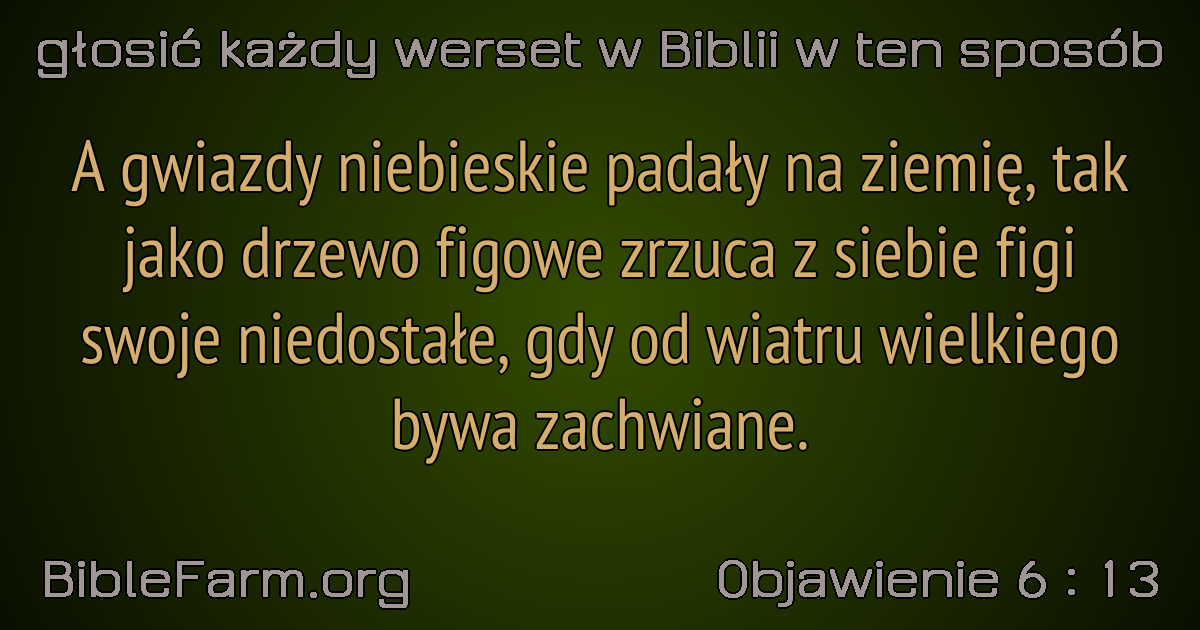 głosić każdy werset w Biblii w ten sposób
A gwiazdy niebieskie padały na ziemię, tak
jako drzewo figowe zrzuca z siebie figi
swoje niedostałe, gdy od wiatru wielkiego
bywa zachwiane.
BibleFarm.org
Objawienie 6 : 13